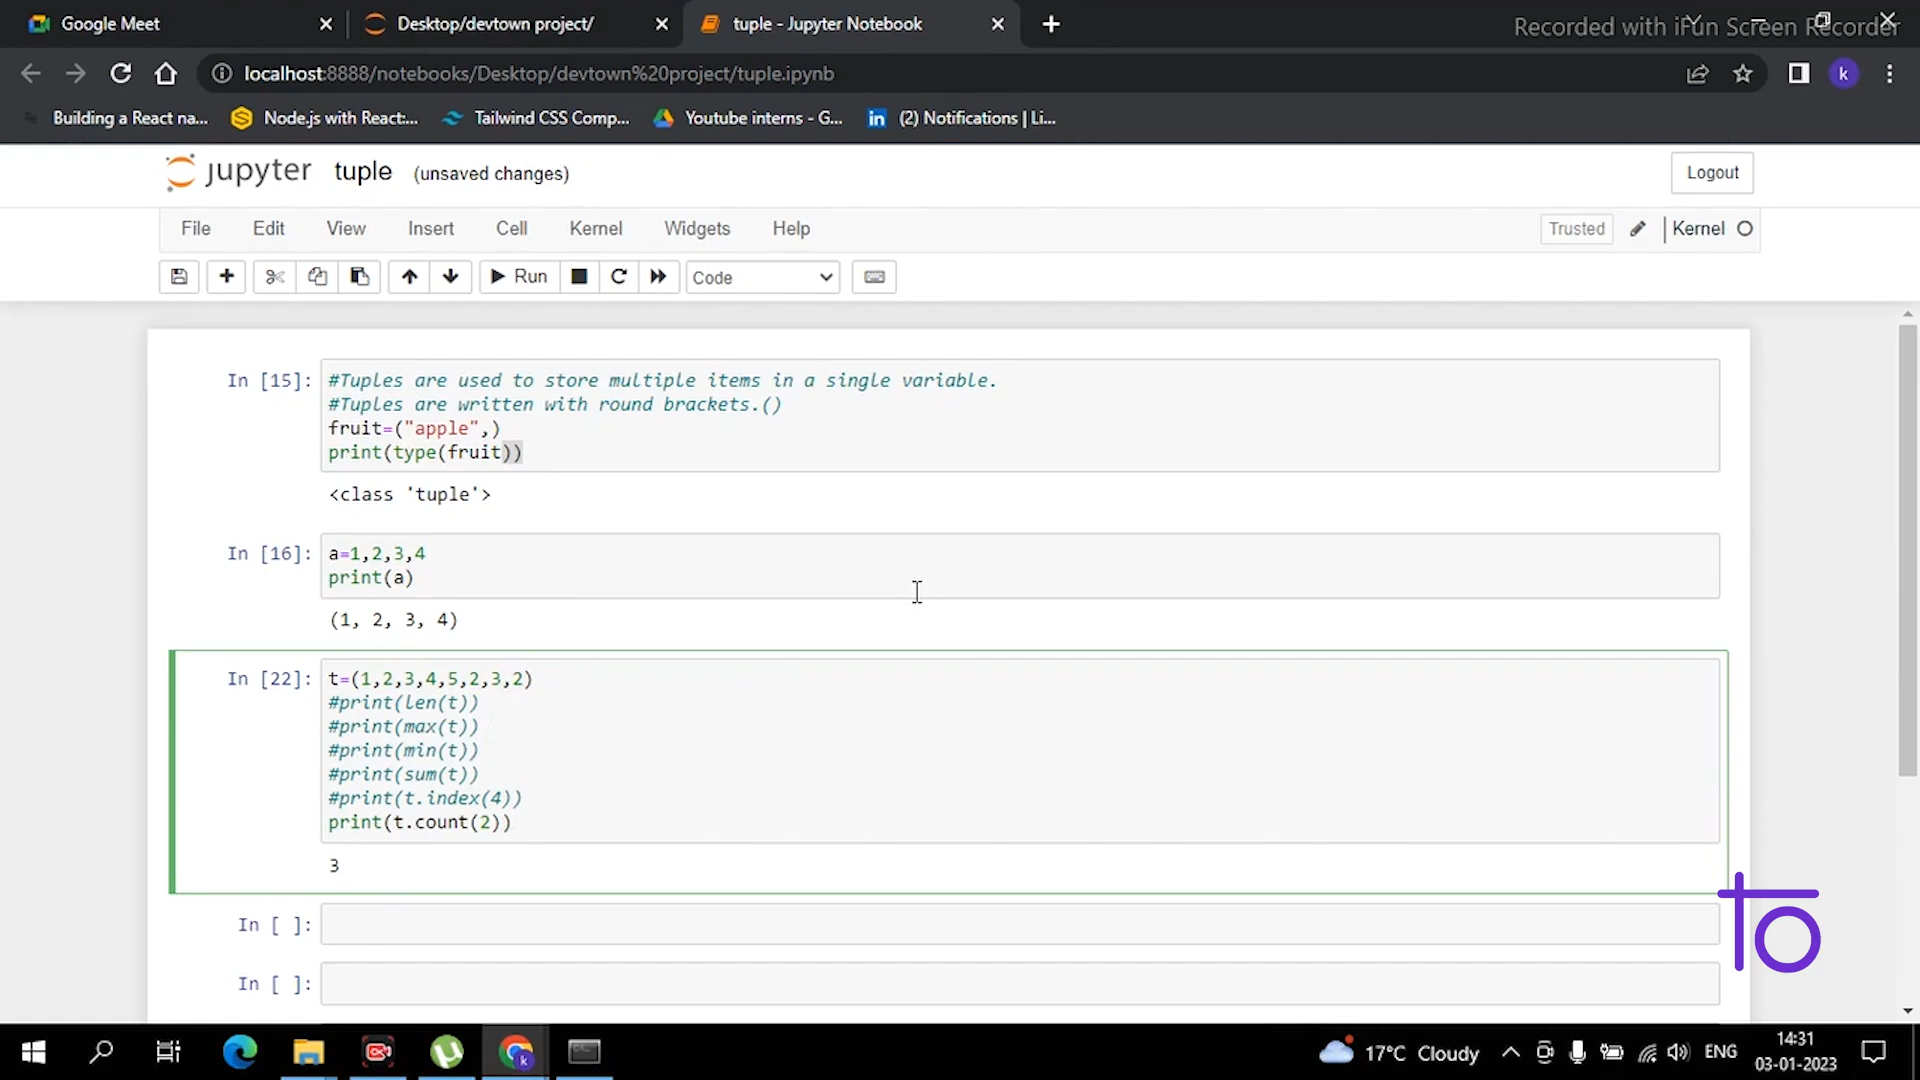 Google Meet
Desktop/devtown project/
tuple - Jupyter Notebook
Recorded with iFun Screen Recorder
localhost:8888/notebooks/Desktop/devtown%20project/tuple.ipynb
k
Building a React na...
Node.js with React:...
Tailwind CSS Comp...
Youtube interns - G...
in
(2) Notifications | Li...
jupyter tuple (unsaved changes)
Logout
File Edit View Insert Cell Kernel Widgets Help
Trusted
Kernel
Run
Code
In [15]:
#Tuples are used to store multiple items in a single variable.
#Tuples are written with round brackets.()
fruit=("apple",)
print(type(fruit))
<class 'tuple'>
In [16]:
a=1,2,3,4
print(a)
(1, 2, 3, 4)
In [22]:
t=(1,2,3,4,5,2,3,2)
#print(len(t))
#print(max(t))
#print(min(t))
#print(sum(t))
#print(t.index(4))
print(t.count(2))
3
In [ ]:
In [ ]:
17°C Cloudy
ENG
14:31
03-01-2023